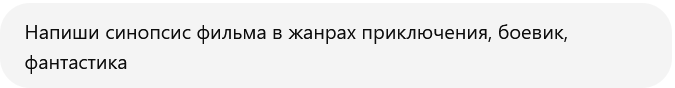 Напиши синопсис фильма в жанрах приключения, боевик,
фантастика